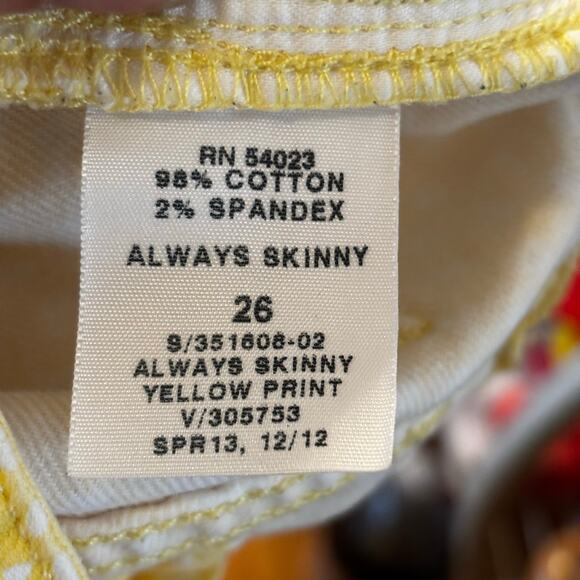 RN 54023
98% COTTON
2% SPANDEX
ALWAYS SKINNY
26
S/351608-02
ALWAYS SKINNY
YELLOW PRINT
V/305753
SPR13, 12/12